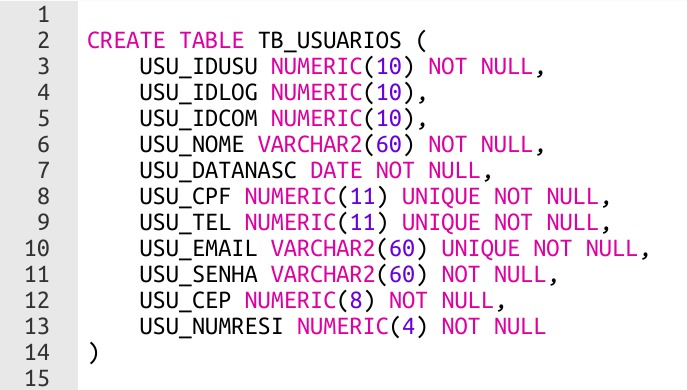 1
2 CREATE TABLE TB_USUARIOS (
3 USU_IDUSU NUMERIC(10) NOT NULL,
4 USU_IDLOG NUMERIC(10),
5 USU_IDCOM NUMERIC(10),
6 USU_NOME VARCHAR2(60) NOT NULL,
7 USU_DATANASC DATE NOT NULL,
8 USU_CPF NUMERIC(11) UNIQUE NOT NULL,
9 USU_TEL NUMERIC(11) UNIQUE NOT NULL,
10 USU_EMAIL VARCHAR2(60) UNIQUE NOT NULL,
11 USU_SENHA VARCHAR2(60) NOT NULL,
12 USU_CEP NUMERIC(8) NOT NULL,
13 USU_NUMRESI NUMERIC(4) NOT NULL
14 )
15